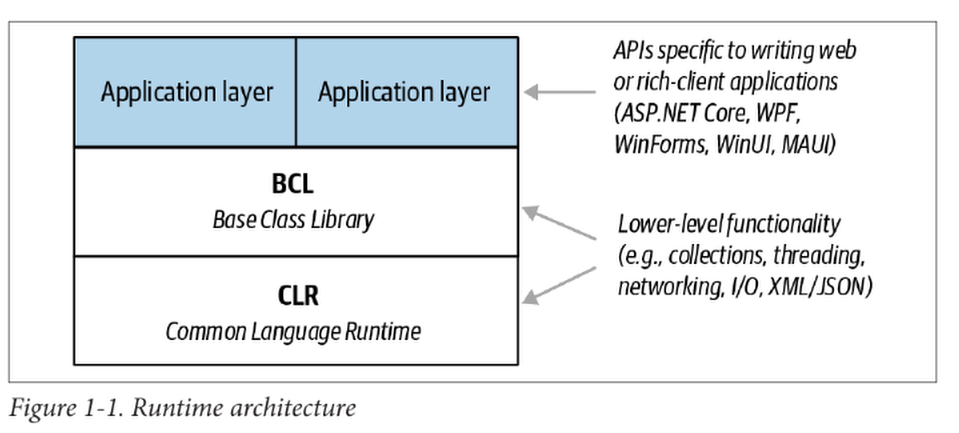 Application layer
Application layer
APIs specific to writing web
or rich-client applications
(ASP.NET Core, WPF,
WinForms, WinUI, MAUI)
BCL
Base Class Library
Lower-level functionality
(e.g., collections, threading,
networking, I/O, XML/JSON)
CLR
Common Language Runtime
Figure 1-1. Runtime architecture